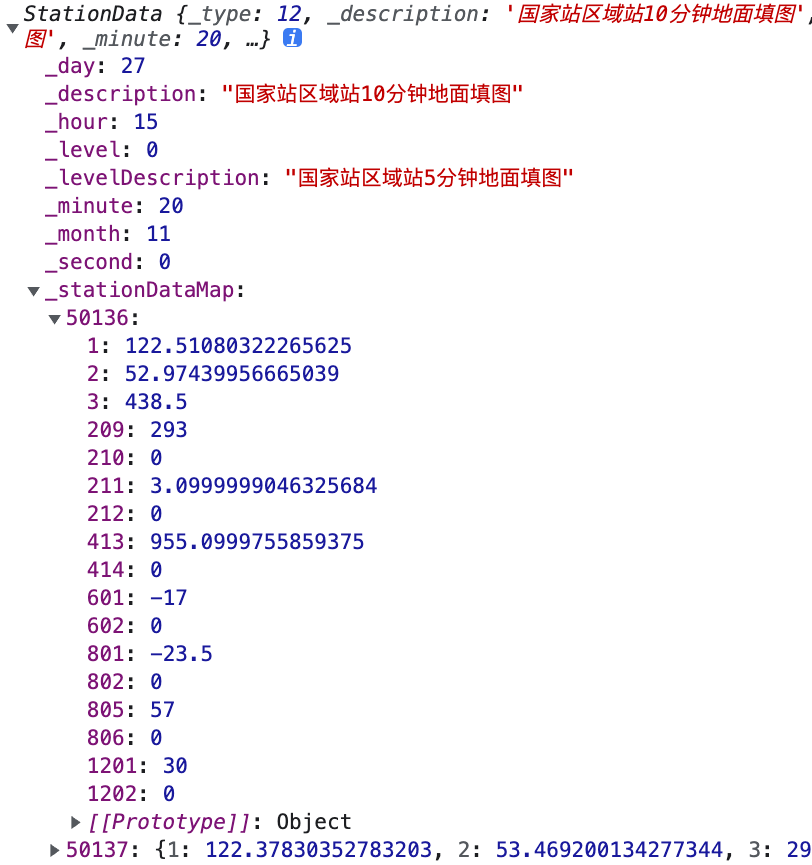 StationData {_type: 12, _description: '国家站区域站10分钟地面填图',
图', _minute: 20, …} i
_day: 27
_description: "国家站区域站10分钟地面填图"
_hour: 15
_level: 0
_levelDescription: "国家站区域站5分钟地面填图"
_minute: 20
_month: 11
_second: 0
_stationDataMap:
50136:
1: 122.51080322265625
2: 52.97439956665039
3: 438.5
209: 293
210: 0
211: 3.0999999046325684
212: 0
413: 955.0999755859375
414: 0
601: -17
602: 0
801: -23.5
802: 0
805: 57
806: 0
1201: 30
1202: 0
[[Prototype]]: Object
50137: {1: 122.37830352783203, 2: 53.469200134277344, 3: 29